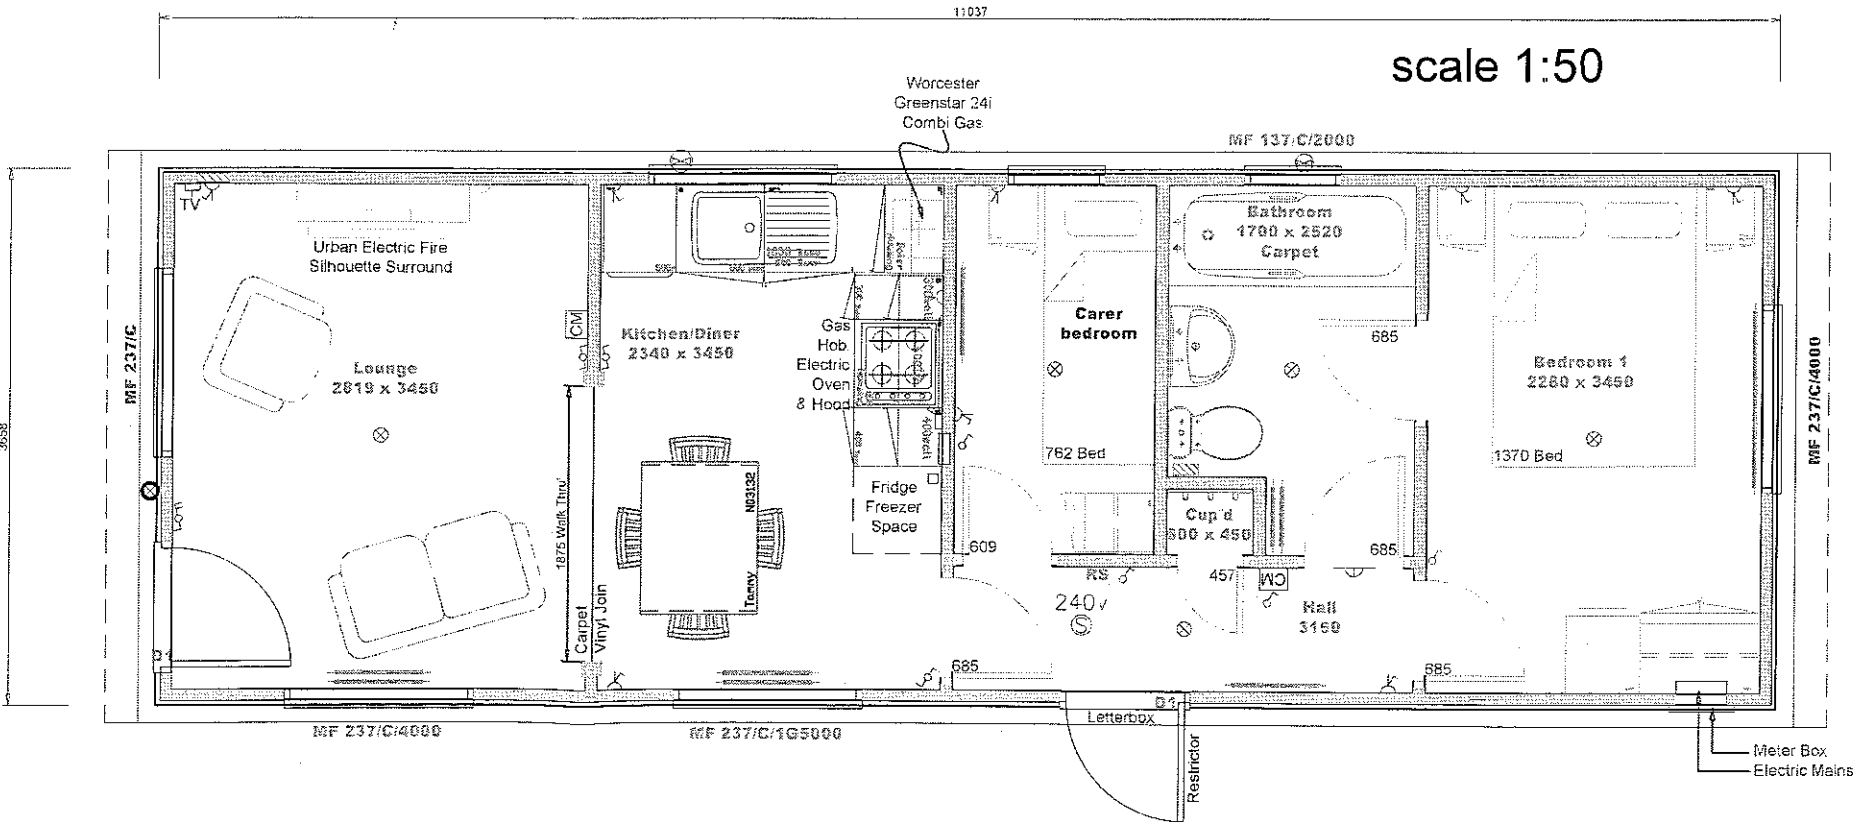 11037
scale 1:50
Worcester
Greenstar 24i
Combi Gas
MF 137/C/2000
TV
Urban Electric Fire
Silhouette Surround
Bathroom
1700 x 2520
Carpet
MF 237/C
3658
CM
Kitchen/Diner
2340 x 3450
Gas
Hob,
Electric
Oven
& Hood
Carer
bedroom
685
Lounge
2819 x 3450
Bedroom 1
2280 x 3450
MF 237/C/4000
762 Bed
1370 Bed
1875 Walk Thru'
N03132
Tammy
Fridge
Freezer
Space
Cup'd
600 x 450
609
685
RS
457
CM
240v
S
Hall
3150
Carpet
Vinyl Join
685
685
Letterbox
Restrictor
MF 237/C/4000
MF 237/C/1G5000
Meter Box
Electric Mains